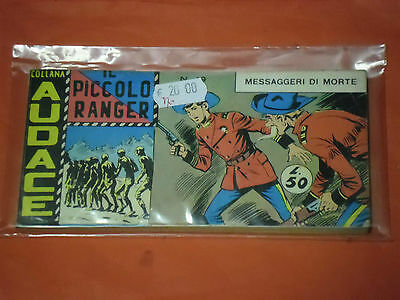 COLLANA
AUDACE
IL
PICCOLO
RANGER
€ 20,00
MESSAGGERI DI MORTE
L.
50